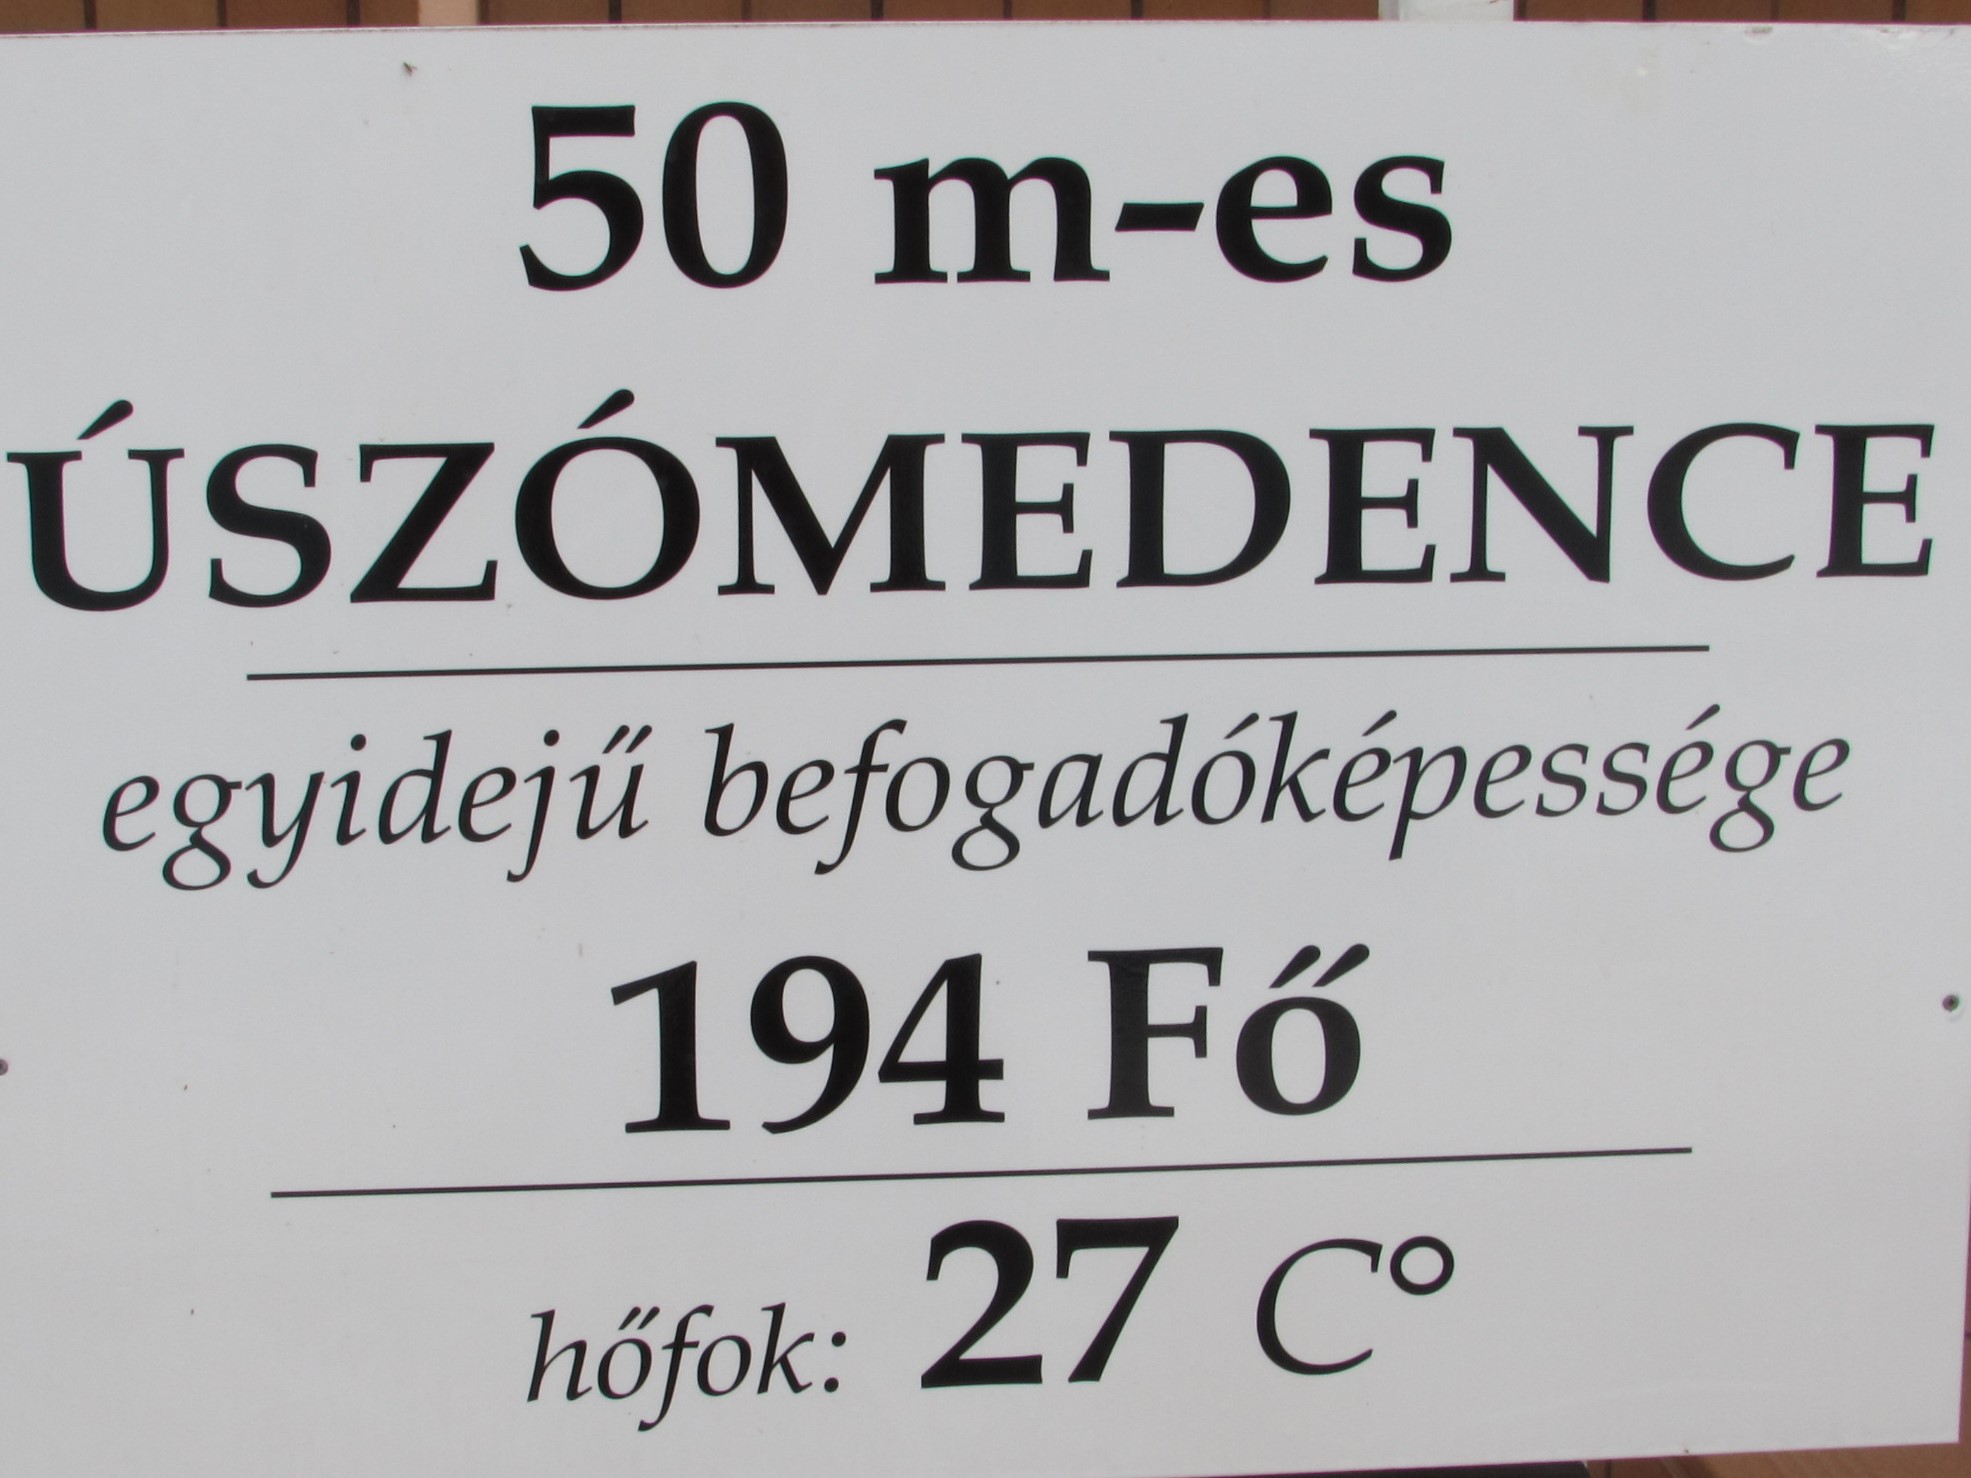 50 m-es
ÚSZÓMEDENCE
egyidejű befogadóképessége
194 Fő
hőfok: 27 C°